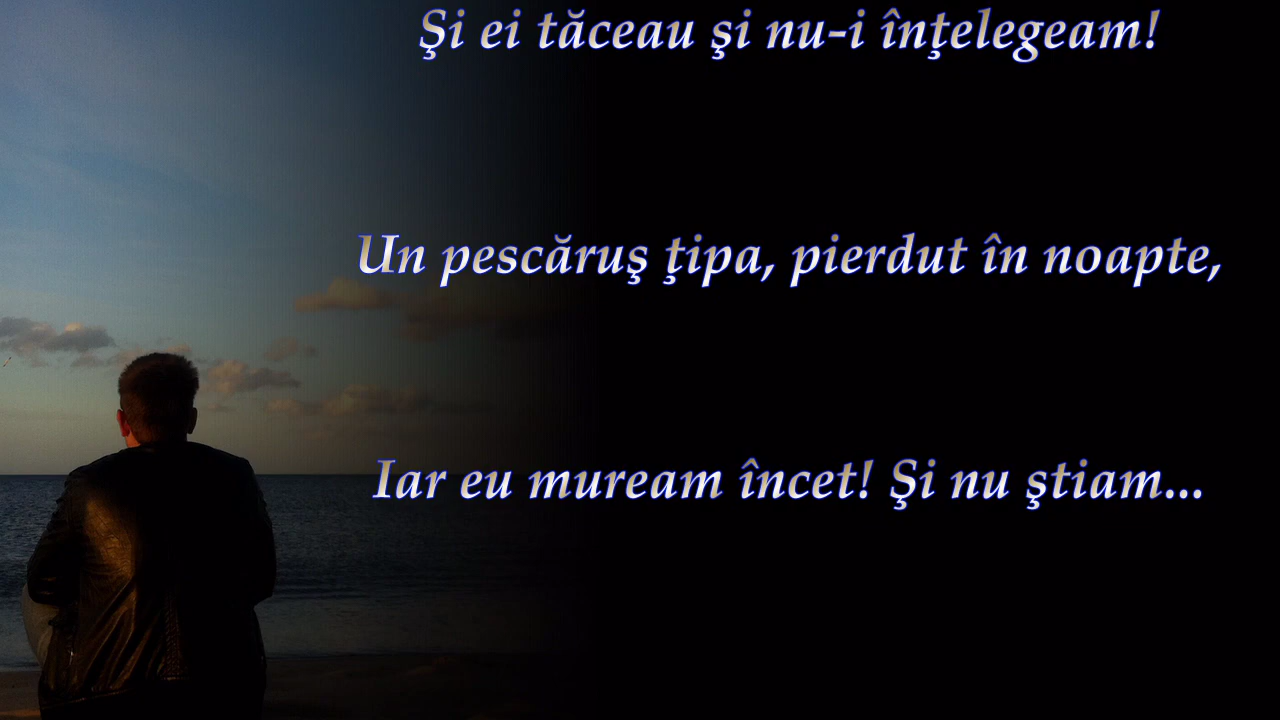 Şi ei tăceau şi nu-i înţelegeam!
Un pescăruş ţipa, pierdut în noapte,
Iar eu muream încet! Şi nu ştiam...